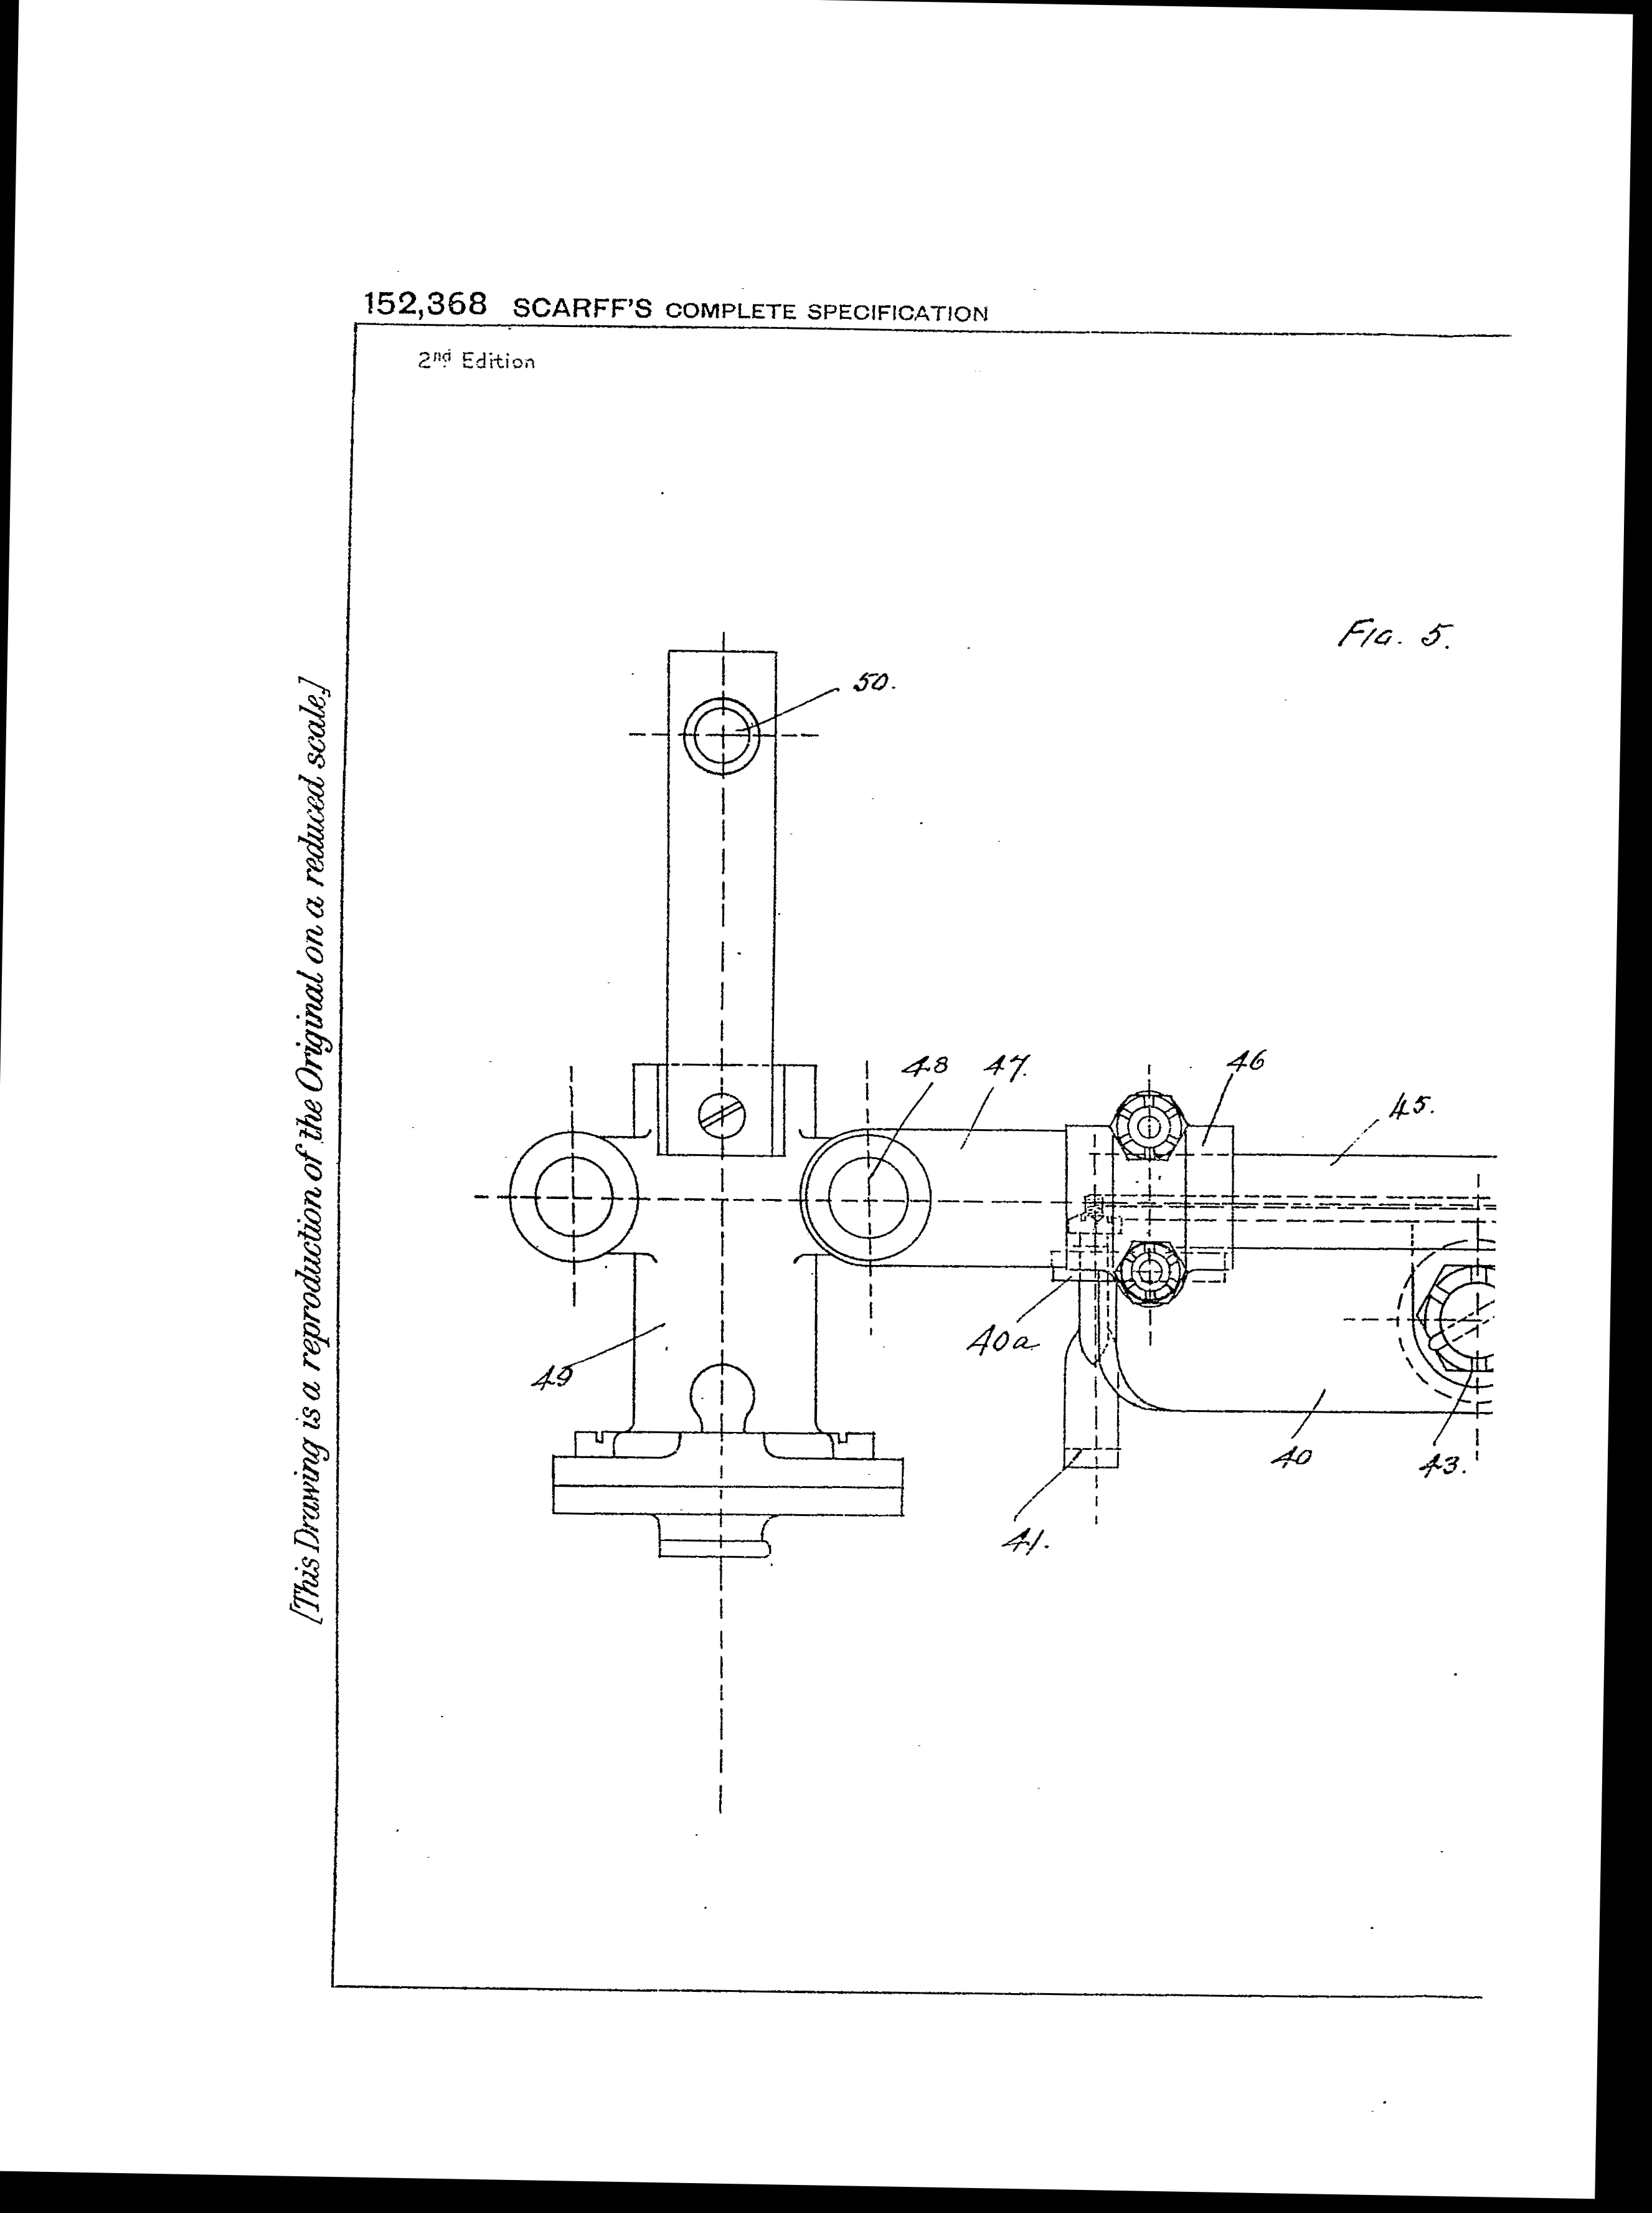 152,368 SCARFF'S COMPLETE SPECIFICATION
2nd Edition
[This Drawing is a reproduction of the Original on a reduced scale.]
FIG. 5.
50.
48
47.
46
45.
40a
49
40
43.
41.